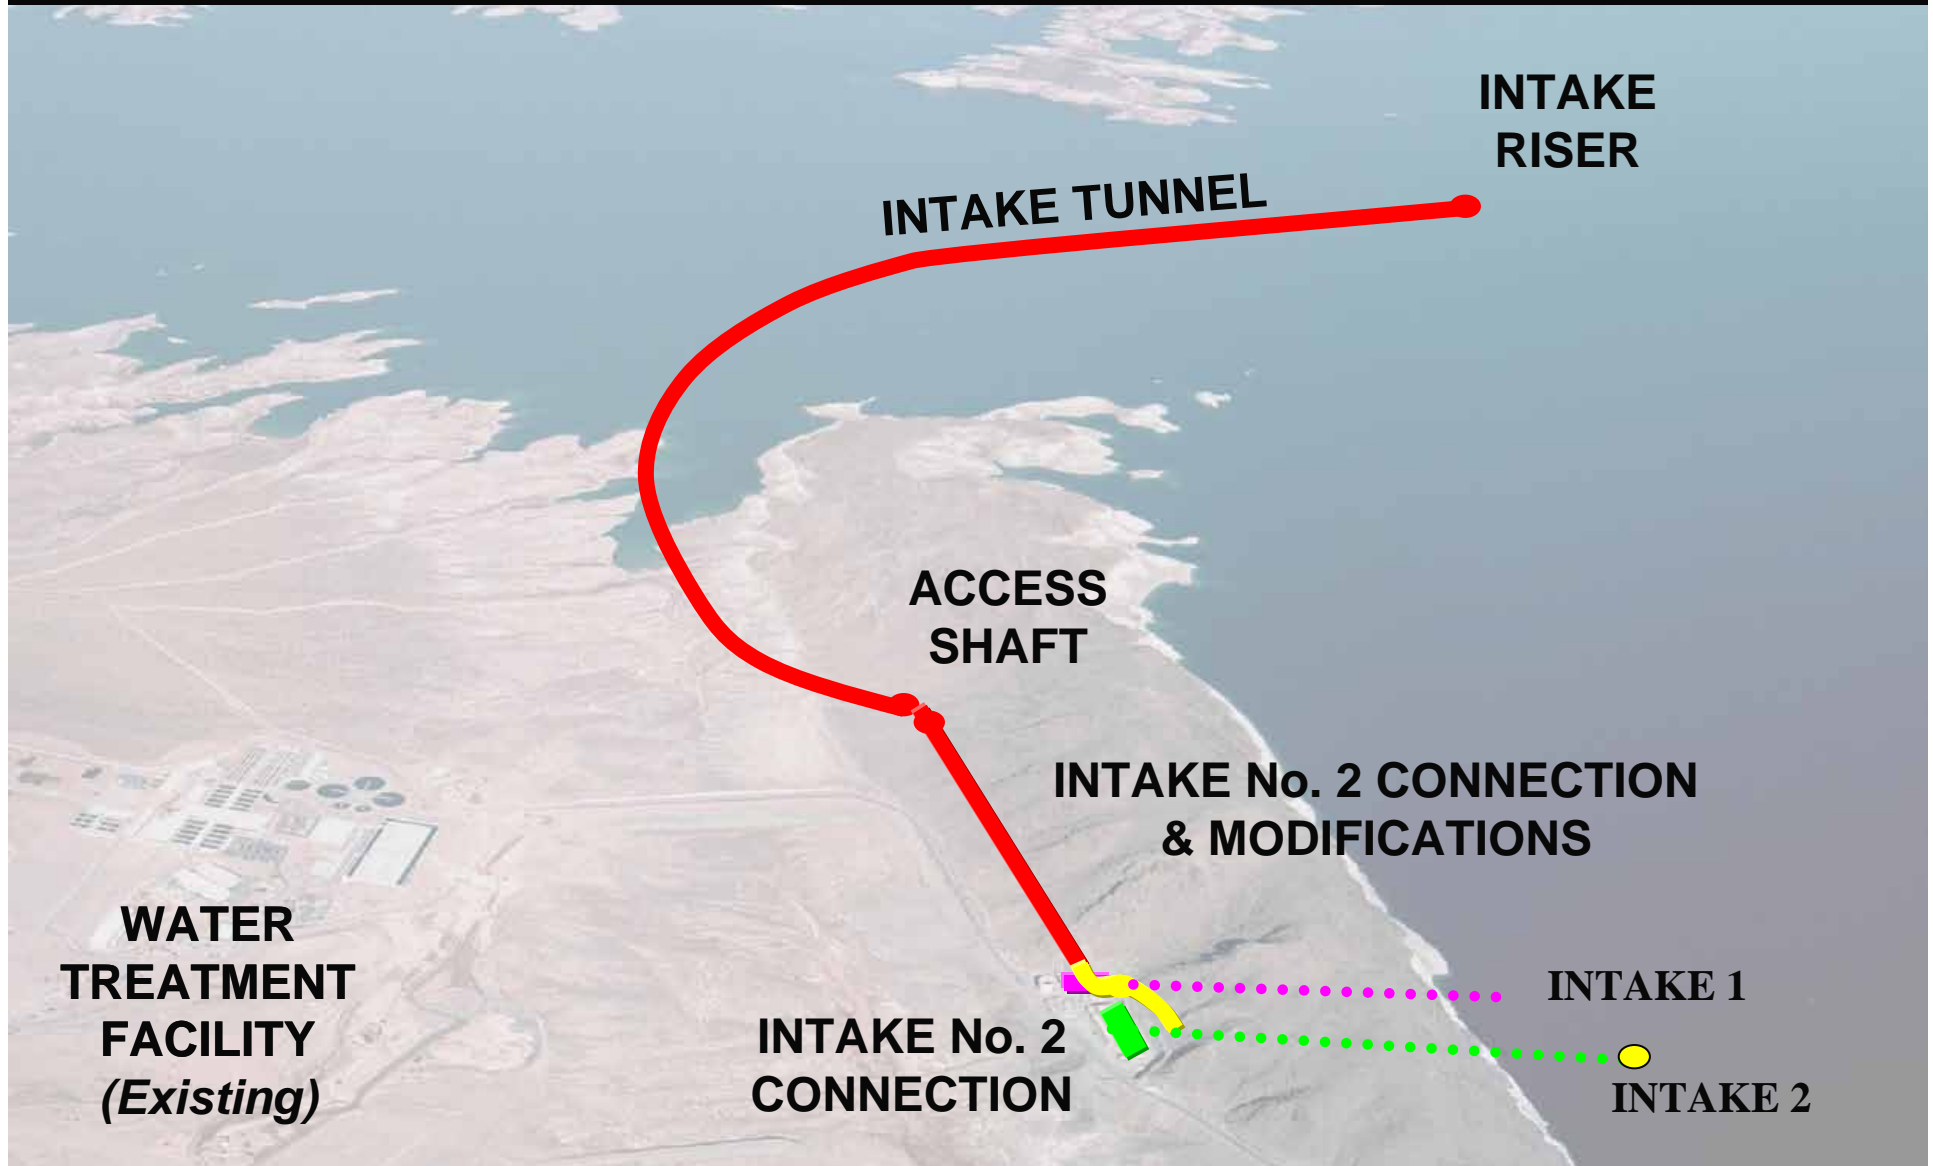 INTAKE
RISER
INTAKE TUNNEL
ACCESS
SHAFT
INTAKE No. 2 CONNECTION
& MODIFICATIONS
WATER
TREATMENT
FACILITY
(Existing)
INTAKE No. 2
CONNECTION
INTAKE 1
INTAKE 2